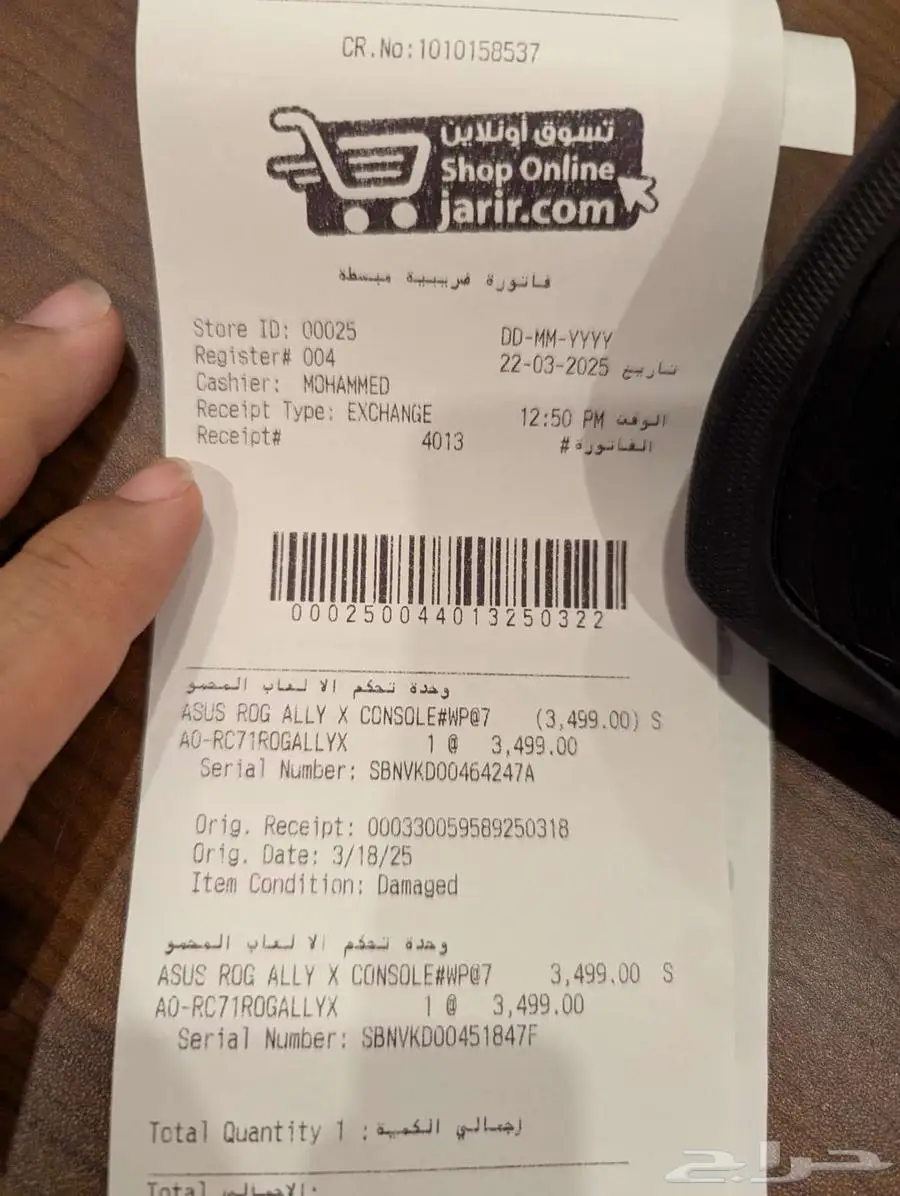 CR.No:1010158537
تسوق أونلاين
Shop Online
jarir.com
فاتورة ضريبية مبسطة
Store ID: 00025 DD-MM-YYYY
Register# 004 22-03-2025 تاريخ
Cashier: MOHAMMED
Receipt Type: EXCHANGE 12:50 PM الوقت
Receipt# 4013 الفاتورة #
000250044013250322
وحدة تحكم الا لعاب المحمو
ASUS ROG ALLY X CONSOLE#WP@7 (3,499.00) S
AO-RC71ROGALLYX 1 @ 3,499.00
Serial Number: SBNVKD00464247A
Orig. Receipt: 000330059589250318
Orig. Date: 3/18/25
Item Condition: Damaged
وحدة تحكم الا لعاب المحمو
ASUS ROG ALLY X CONSOLE#WP@7 3,499.00 S
AO-RC71ROGALLYX 1 @ 3,499.00
Serial Number: SBNVKD00451847F
Total Quantity 1 : إجمالي الكمية
Total الاجمالي:
حراج